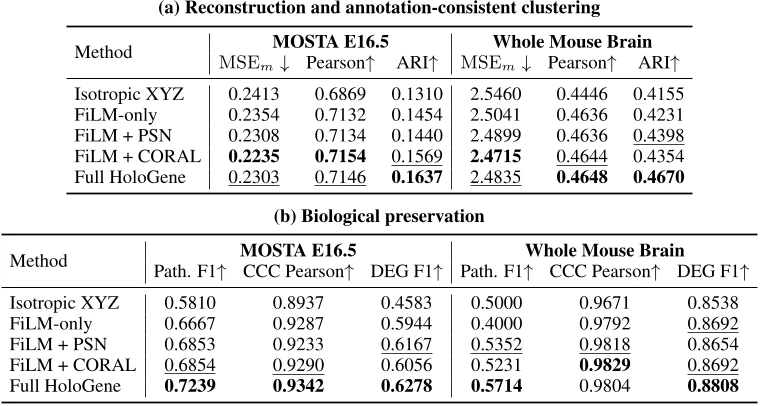 (a) Reconstruction and annotation-consistent clustering
Method MOSTA E16.5 Whole Mouse Brain
MSEm ↓ Pearson↑ ARI↑ MSEm ↓ Pearson↑ ARI↑
Isotropic XYZ 0.2413 0.6869 0.1310 2.5460 0.4446 0.4155
FiLM-only 0.2354 0.7132 0.1454 2.5041 0.4636 0.4231
FiLM + PSN 0.2308 0.7134 0.1440 2.4899 0.4636 0.4398
FiLM + CORAL 0.2235 0.7154 0.1569 2.4715 0.4644 0.4354
Full HoloGene 0.2303 0.7146 0.1637 2.4835 0.4648 0.4670
(b) Biological preservation
Method MOSTA E16.5 Whole Mouse Brain
Path. F1↑ CCC Pearson↑ DEG F1↑ Path. F1↑ CCC Pearson↑ DEG F1↑
Isotropic XYZ 0.5810 0.8937 0.4583 0.5000 0.9671 0.8538
FiLM-only 0.6667 0.9287 0.5944 0.4000 0.9792 0.8692
FiLM + PSN 0.6853 0.9233 0.6167 0.5352 0.9818 0.8654
FiLM + CORAL 0.6854 0.9290 0.6056 0.5231 0.9829 0.8692
Full HoloGene 0.7239 0.9342 0.6278 0.5714 0.9804 0.8808